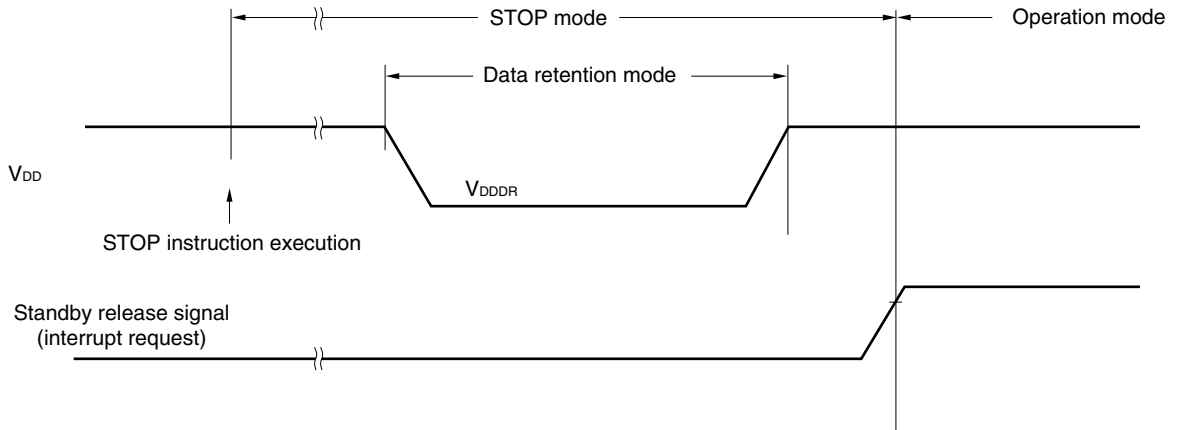 STOP mode
Operation mode
Data retention mode
VDD
VDDDR
STOP instruction execution
Standby release signal
(interrupt request)